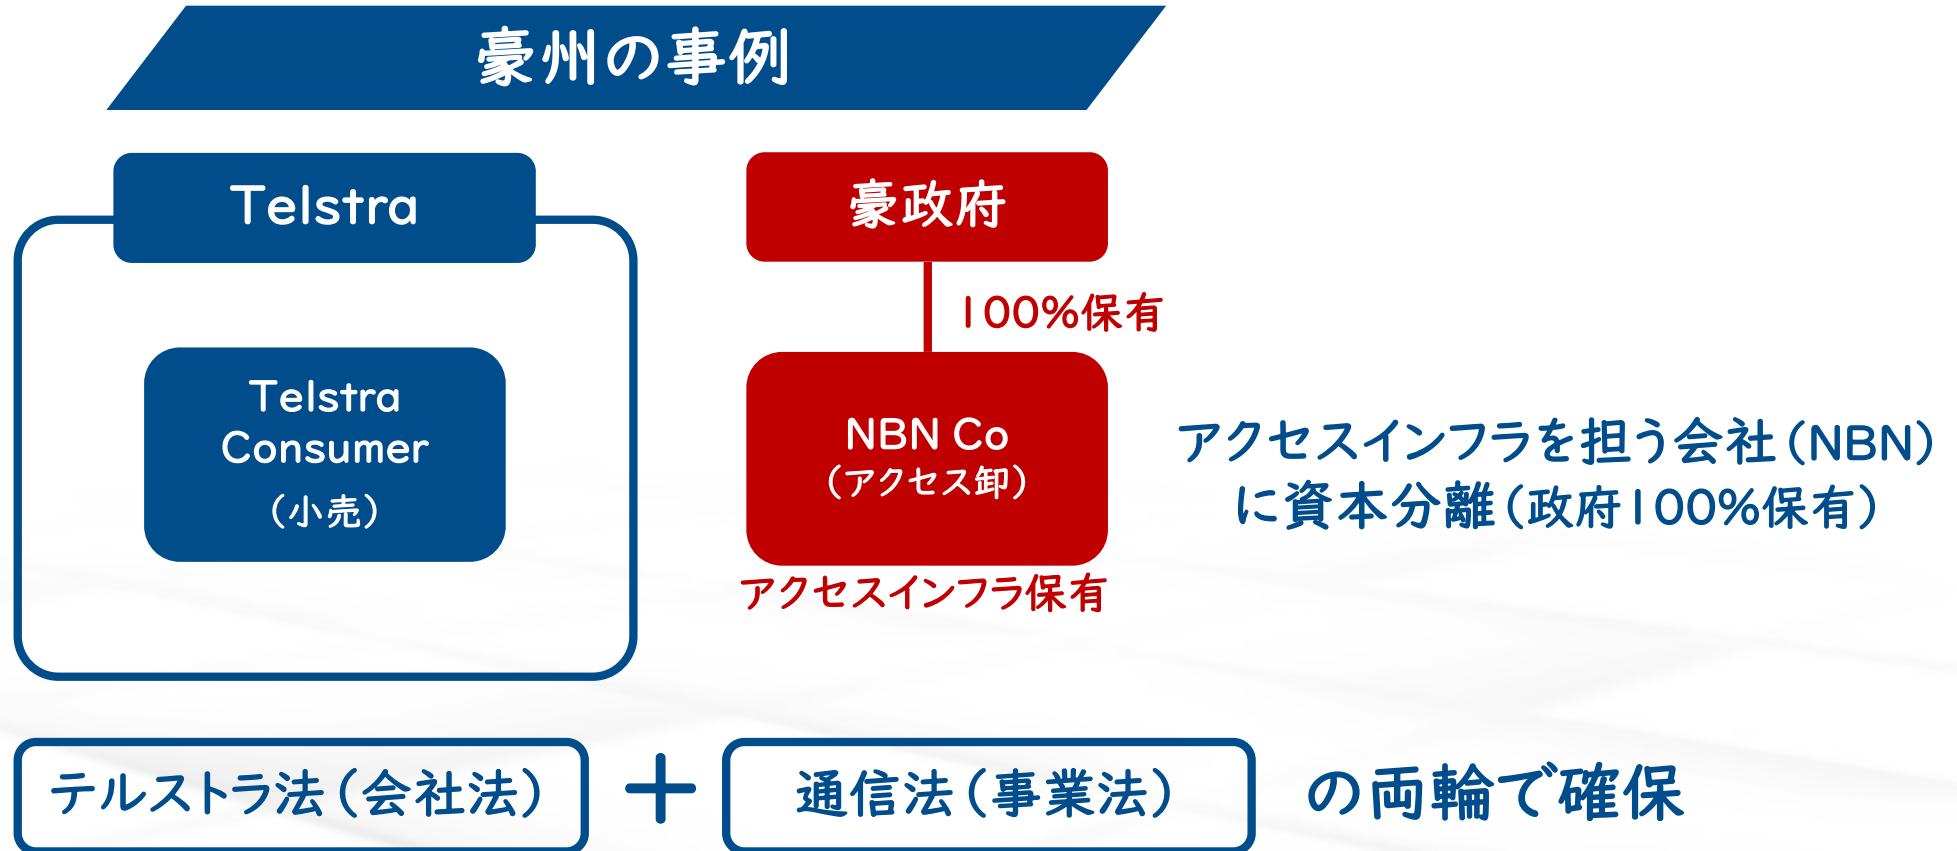 豪州の事例
Telstra
Telstra
Consumer
(小売)
豪政府
100%保有
NBN Co
(アクセス卸)
アクセスインフラ保有
アクセスインフラを担う会社(NBN)
に資本分離(政府100%保有)
テルストラ法(会社法) + 通信法(事業法) の両輪で確保